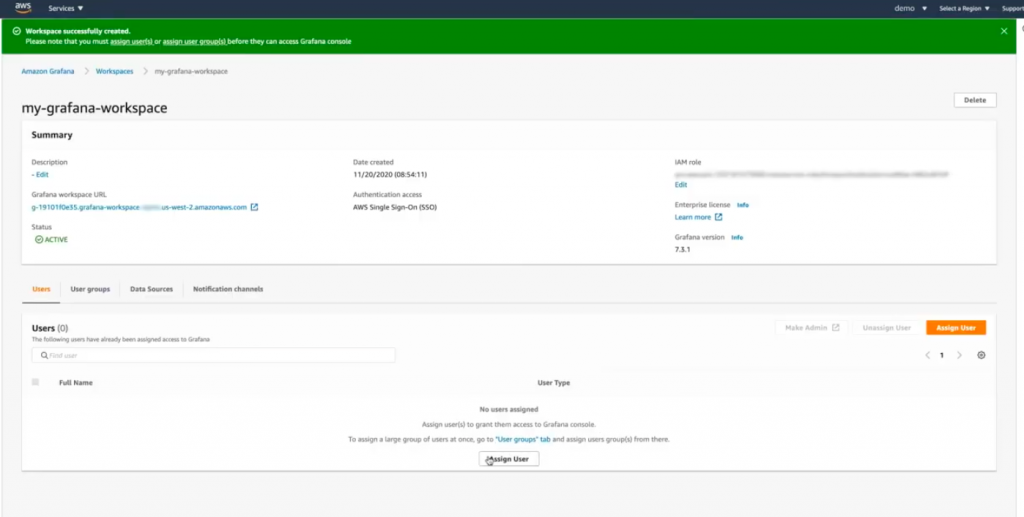 aws Services ▼ demo ▼ Select a Region ▼ Support
Workspace successfully created.
Please note that you must assign user(s) or assign user group(s) before they can access Grafana console
Amazon Grafana > Workspaces > my-grafana-workspace
my-grafana-workspace Delete
Summary
Description Date created IAM role
- Edit 11/20/2020 (08:54:11)
Edit
Grafana workspace URL Authentication access Enterprise license Info
g-19101f0e35.grafana-workspace us-west-2.amazonaws.com AWS Single Sign-On (SSO) Learn more
Status Grafana version Info
ACTIVE 7.3.1
Users User groups Data Sources Notification channels
Users (0) Make Admin Unassign User Assign User
The following users have already been assigned access to Grafana
Find user < 1 >
Full Name User Type
No users assigned
Assign user(s) to grant them access to Grafana console.
To assign a large group of users at once, go to "User groups" tab and assign users group(s) from there.
Assign User